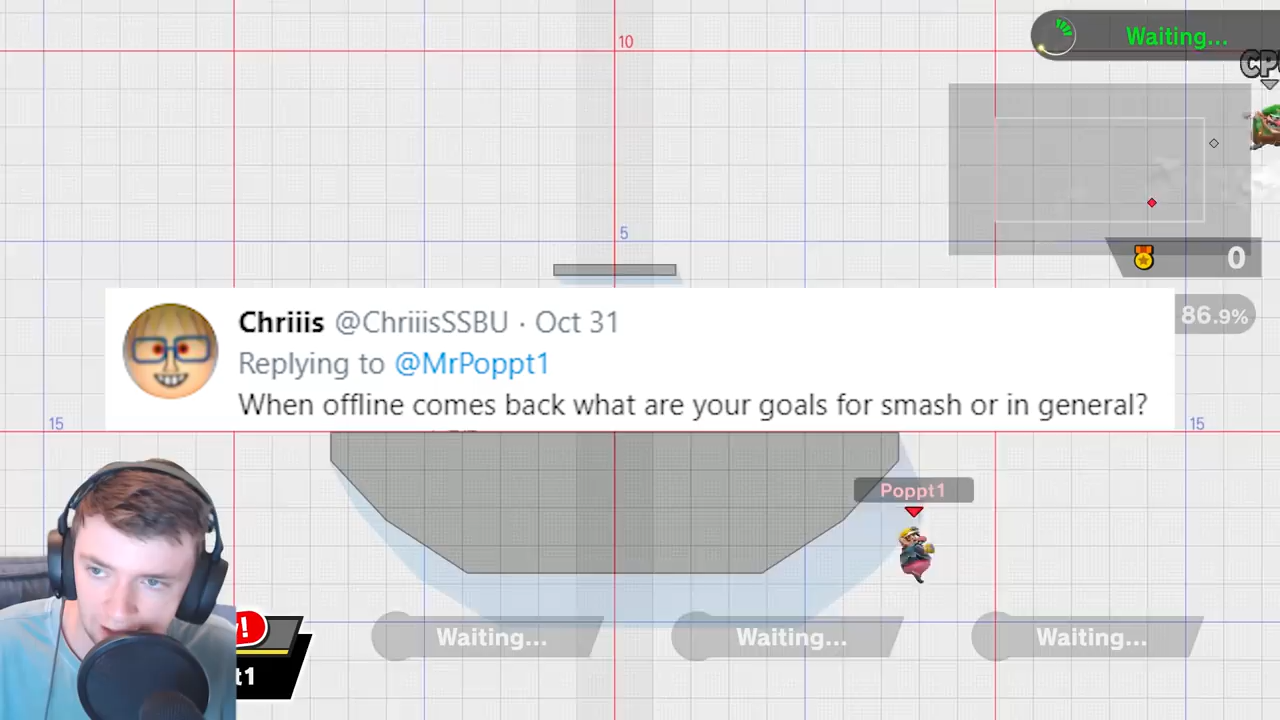 10
Waiting...
CP
5
0
86.9%
Chriiis @ChriiisSSBU · Oct 31
Replying to @MrPoppt1
When offline comes back what are your goals for smash or in general?
15
15
Poppt1
!
Waiting...
Waiting...
Waiting...
t1